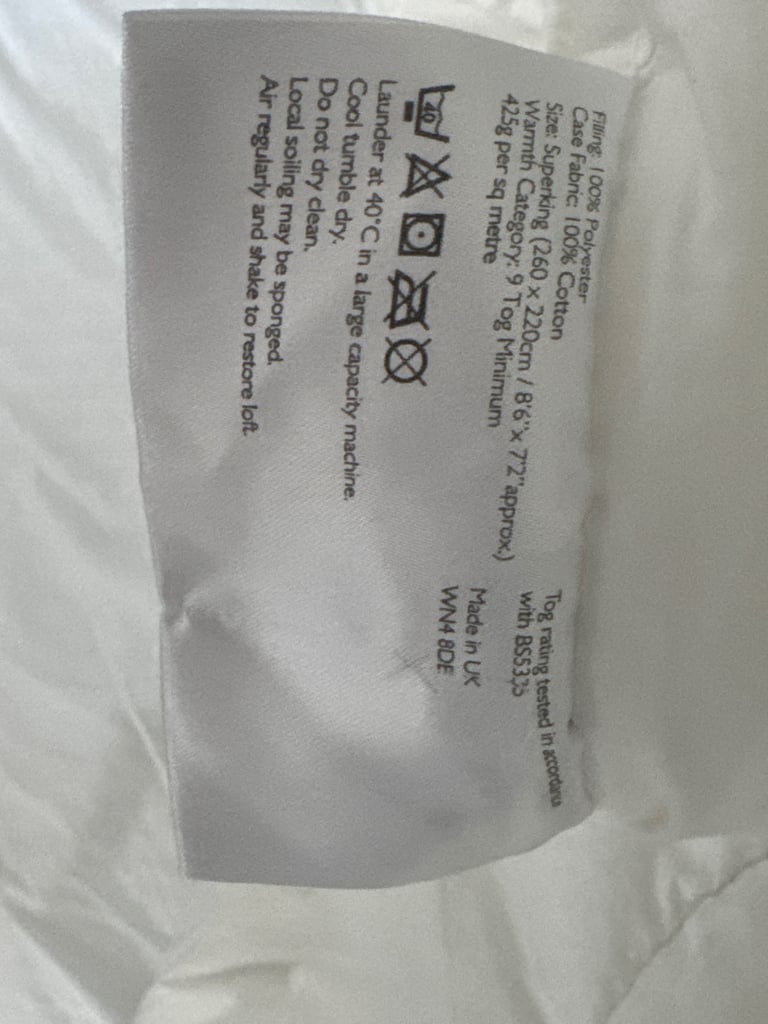 Filling: 100% Polyester
Case Fabric: 100% Cotton
Size: Superking (260 x 220cm / 8'6" x 7'2" approx.)
Warmth Category: 9 Tog Minimum
425g per sq metre
40
Launder at 40°C in a large capacity machine.
Cool tumble dry.
Do not dry clean.
Local soiling may be sponged.
Air regularly and shake to restore loft.
Tog rating tested in accordance
with BS5335
Made in UK
WN4 8DE